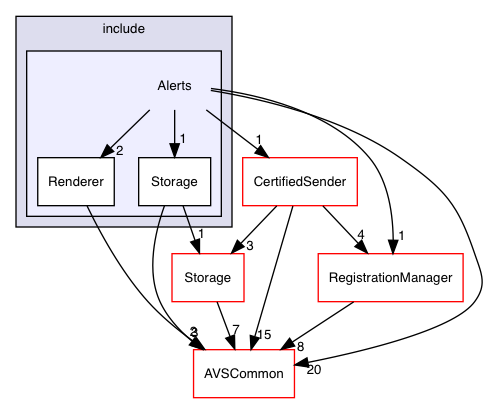 include
Alerts
2
1
1
Renderer
Storage
CertifiedSender
1
3
4
1
Storage
RegistrationManager
3
7
15
8
20
AVSCommon